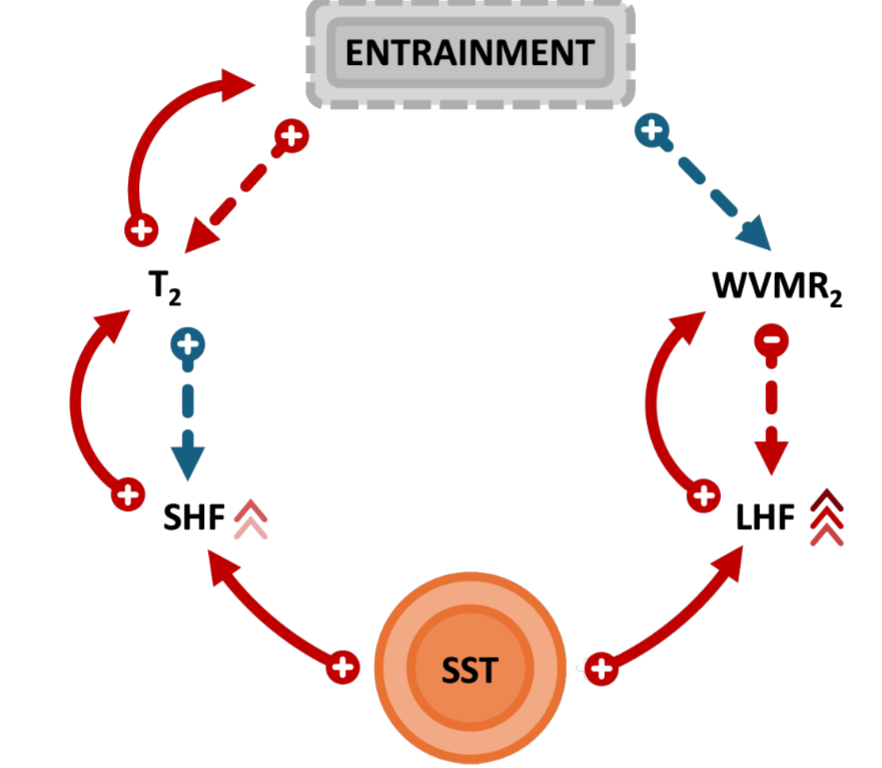 ENTRAINMENT
T₂
WVMR₂
SHF
LHF
SST